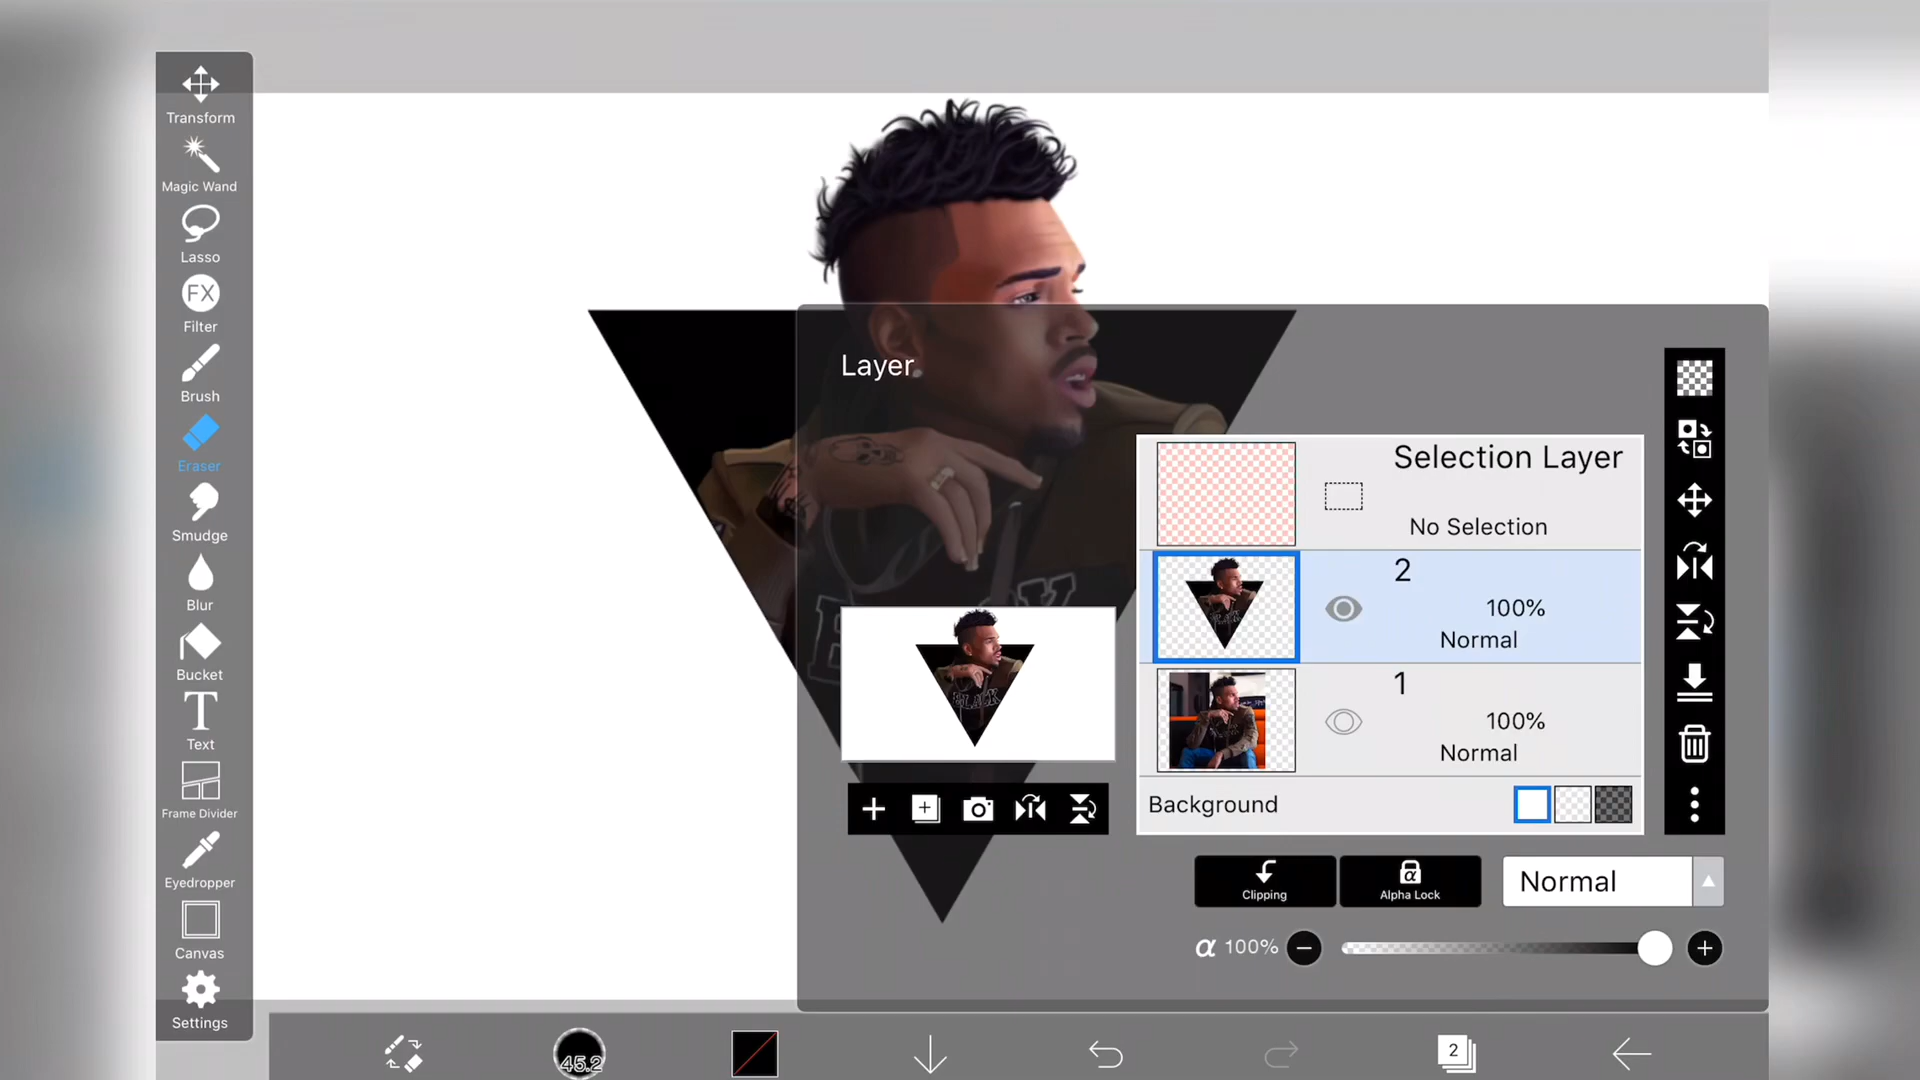 Transform
Magic Wand
Lasso
FX
Filter
Brush
Eraser
Smudge
Blur
Bucket
T
Text
Frame Divider
Eyedropper
Canvas
Settings
Layer
BLACK
Selection Layer
No Selection
2
100%
Normal
1
100%
Normal
Background
Clipping
α
Alpha Lock
Normal
α 100%
45.2
2